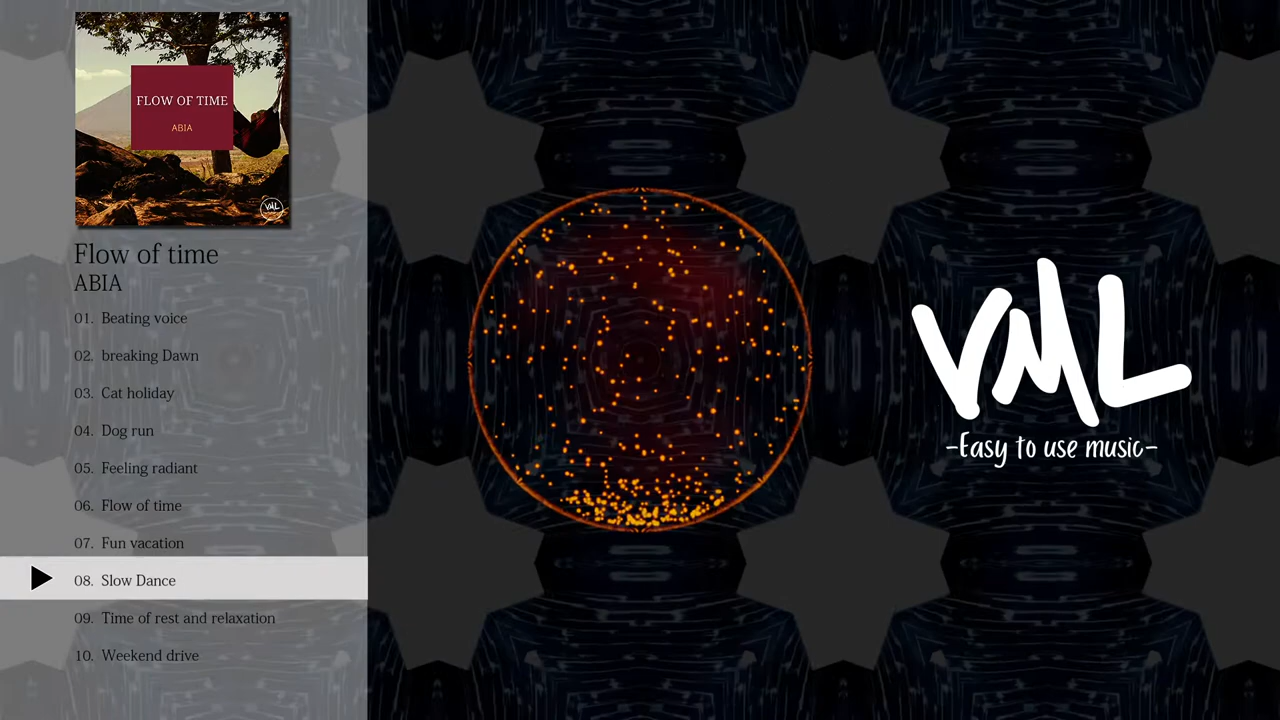 FLOW OF TIME
ABIA
VML
Flow of time
ABIA
01. Beating voice
02. breaking Dawn
03. Cat holiday
04. Dog run
05. Feeling radiant
06. Flow of time
07. Fun vacation
08. Slow Dance
09. Time of rest and relaxation
10. Weekend drive
VML
-Easy to use music-